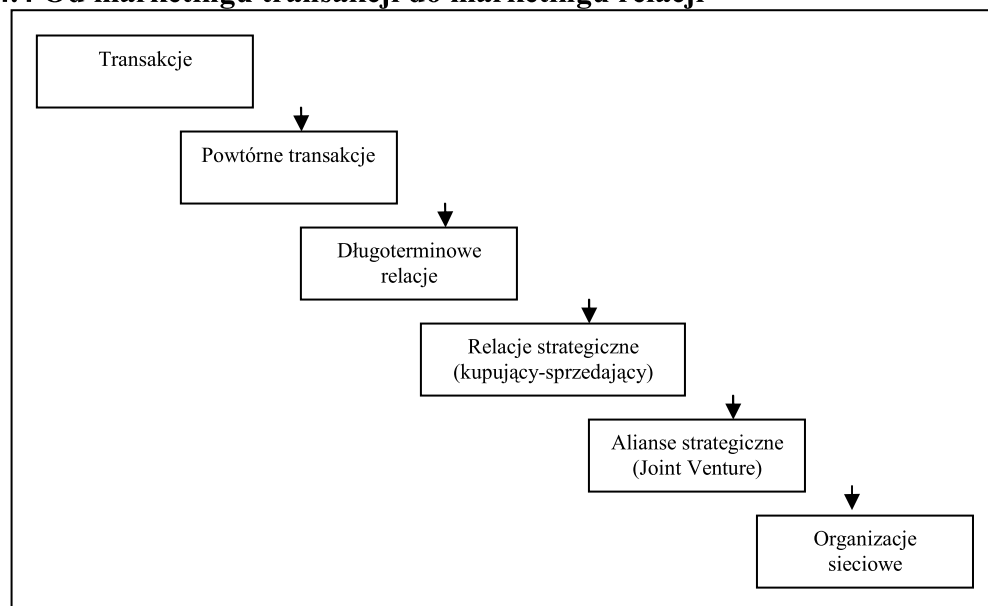 Od marketingu transakcji do marketingu relacji
Transakcje
Powtórne transakcje
Długoterminowe
relacje
Relacje strategiczne
(kupujący-sprzedający)
Alianse strategiczne
(Joint Venture)
Organizacje
sieciowe